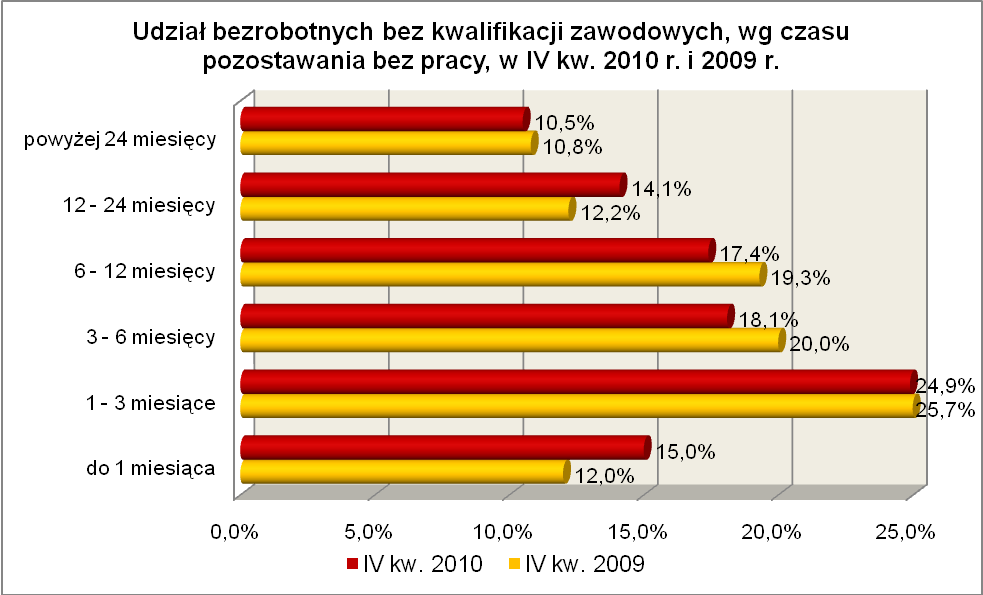 Udział bezrobotnych bez kwalifikacji zawodowych, wg czasu
pozostawania bez pracy, w IV kw. 2010 r. i 2009 r.
powyżej 24 miesięcy
10,5%
10,8%
12 - 24 miesięcy
14,1%
12,2%
6 - 12 miesięcy
17,4%
19,3%
3 - 6 miesięcy
18,1%
20,0%
1 - 3 miesiące
24,9%
25,7%
do 1 miesiąca
15,0%
12,0%
0,0% 5,0% 10,0% 15,0% 20,0% 25,0%
IV kw. 2010 IV kw. 2009